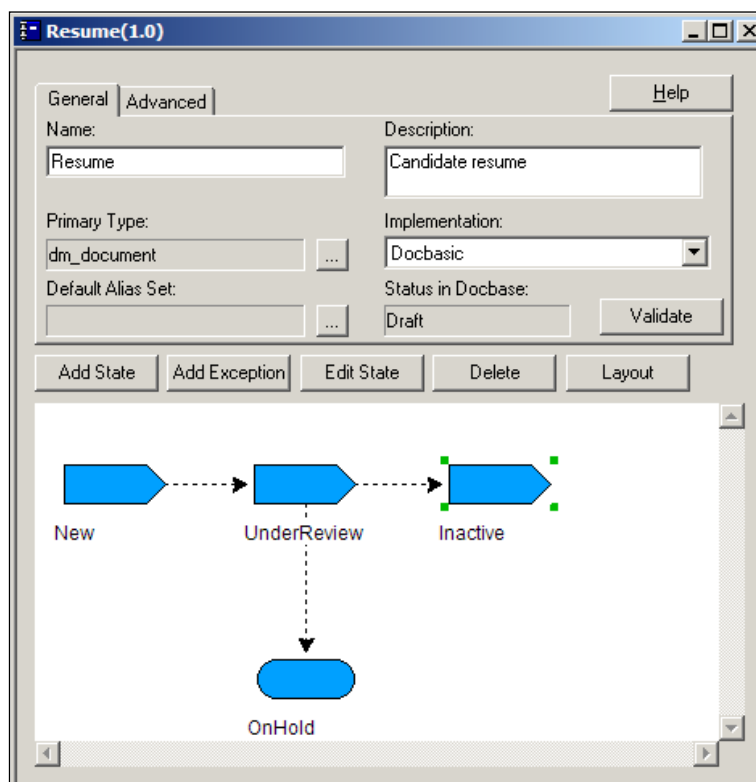 Resume(1.0)
Help
General Advanced
Name: Description:
Resume Candidate resume
Primary Type: Implementation:
dm_document ... Docbasic
Default Alias Set: Status in Docbase:
... Draft Validate
Add State Add Exception Edit State Delete Layout
New UnderReview Inactive
OnHold